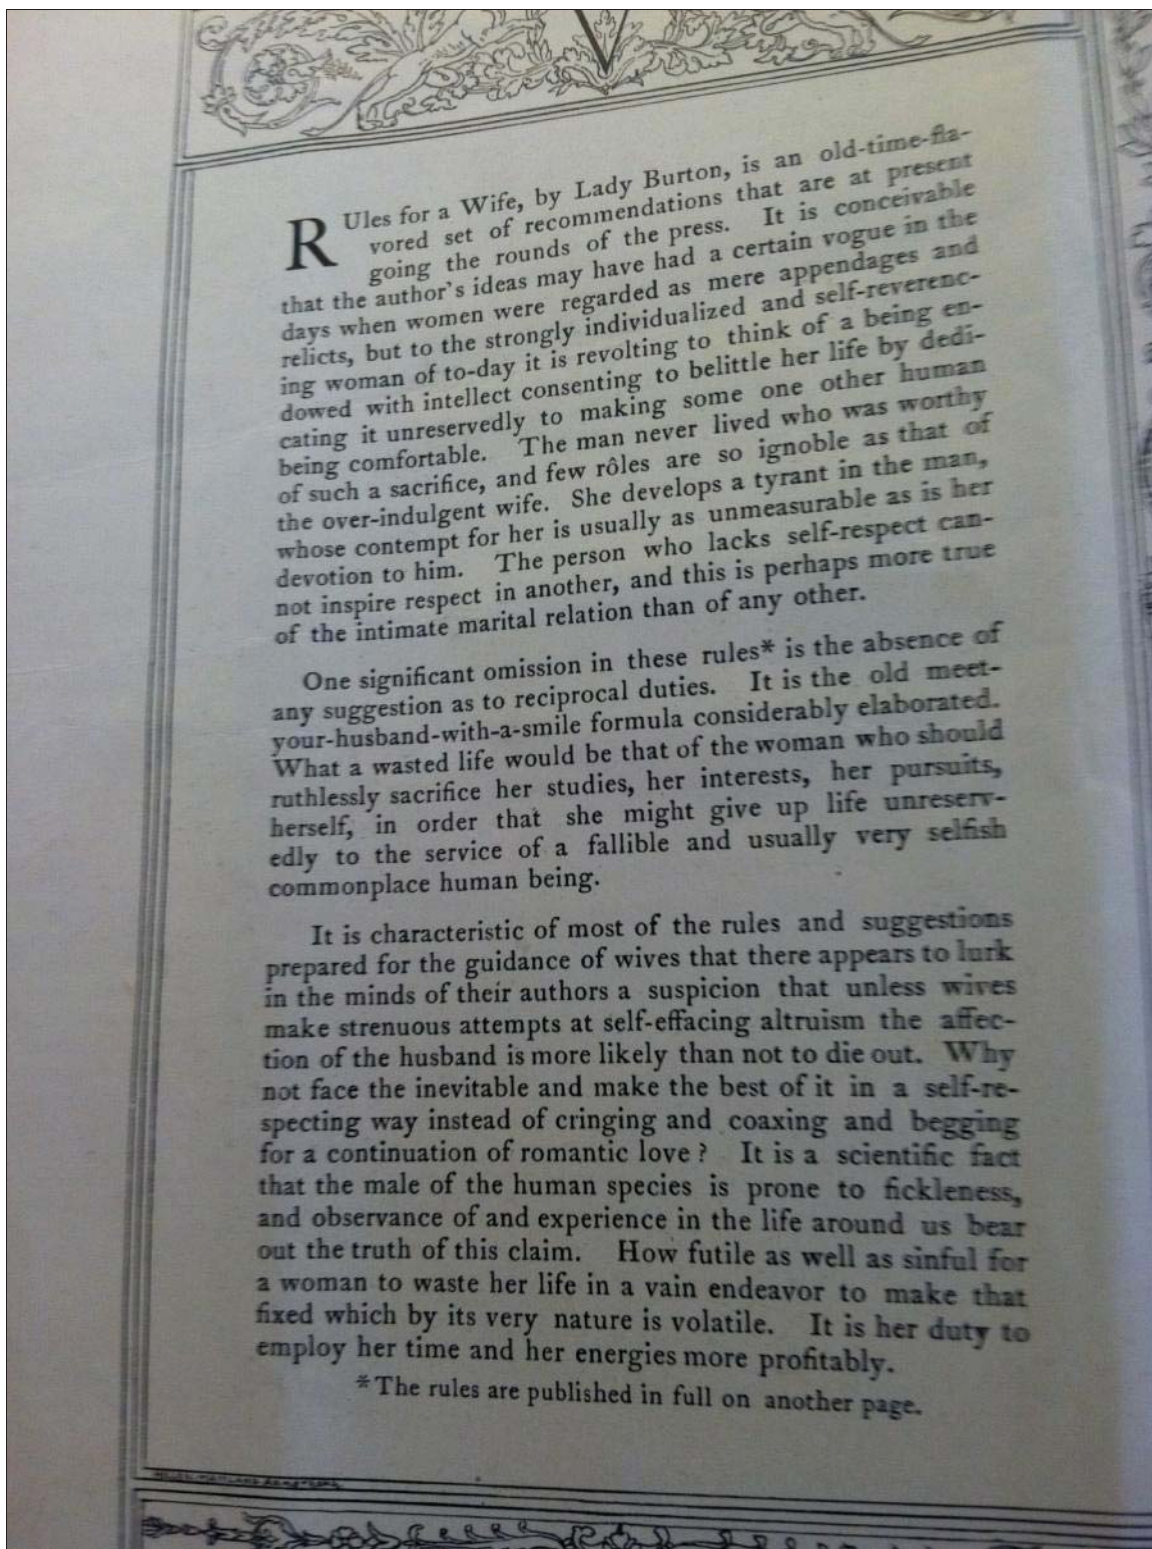 RUles for a Wife, by Lady Burton, is an old-time-fla-
vored set of recommendations that are at present
going the rounds of the press. It is conceivable
that the author's ideas may have had a certain vogue in the
days when women were regarded as mere appendages and
relicts, but to the strongly individualized and self-reverenc-
ing woman of to-day it is revolting to think of a being en-
dowed with intellect consenting to belittle her life by dedi-
cating it unreservedly to making some one other human
being comfortable. The man never lived who was worthy
of such a sacrifice, and few rôles are so ignoble as that of
the over-indulgent wife. She develops a tyrant in the man,
whose contempt for her is usually as unmeasurable as is her
devotion to him. The person who lacks self-respect can-
not inspire respect in another, and this is perhaps more true
of the intimate marital relation than of any other.
One significant omission in these rules* is the absence of
any suggestion as to reciprocal duties. It is the old meet-
your-husband-with-a-smile formula considerably elaborated.
What a wasted life would be that of the woman who should
ruthlessly sacrifice her studies, her interests, her pursuits,
herself, in order that she might give up life unreserv-
edly to the service of a fallible and usually very selfish
commonplace human being.
It is characteristic of most of the rules and suggestions
prepared for the guidance of wives that there appears to lurk
in the minds of their authors a suspicion that unless wives
make strenuous attempts at self-effacing altruism the affec-
tion of the husband is more likely than not to die out. Why
not face the inevitable and make the best of it in a self-re-
specting way instead of cringing and coaxing and begging
for a continuation of romantic love? It is a scientific fact
that the male of the human species is prone to fickleness,
and observance of and experience in the life around us bear
out the truth of this claim. How futile as well as sinful for
a woman to waste her life in a vain endeavor to make that
fixed which by its very nature is volatile. It is her duty to
employ her time and her energies more profitably.
*The rules are published in full on another page.